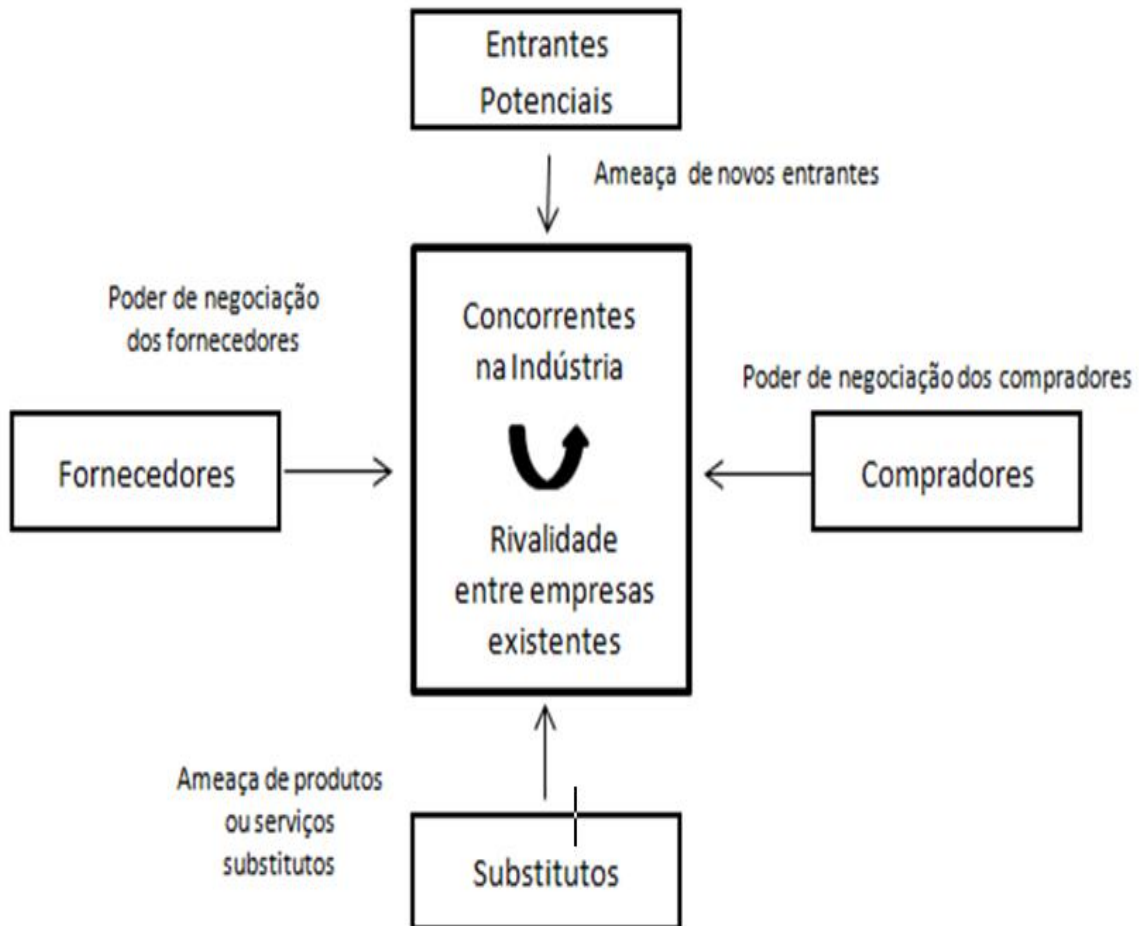 Entrantes
Potenciais
Ameaça de novos entrantes
Poder de negociação
dos fornecedores
Concorrentes
na Indústria
Poder de negociação dos compradores
Fornecedores
Compradores
Rivalidade
entre empresas
existentes
Ameaça de produtos
ou serviços
substitutos
Substitutos